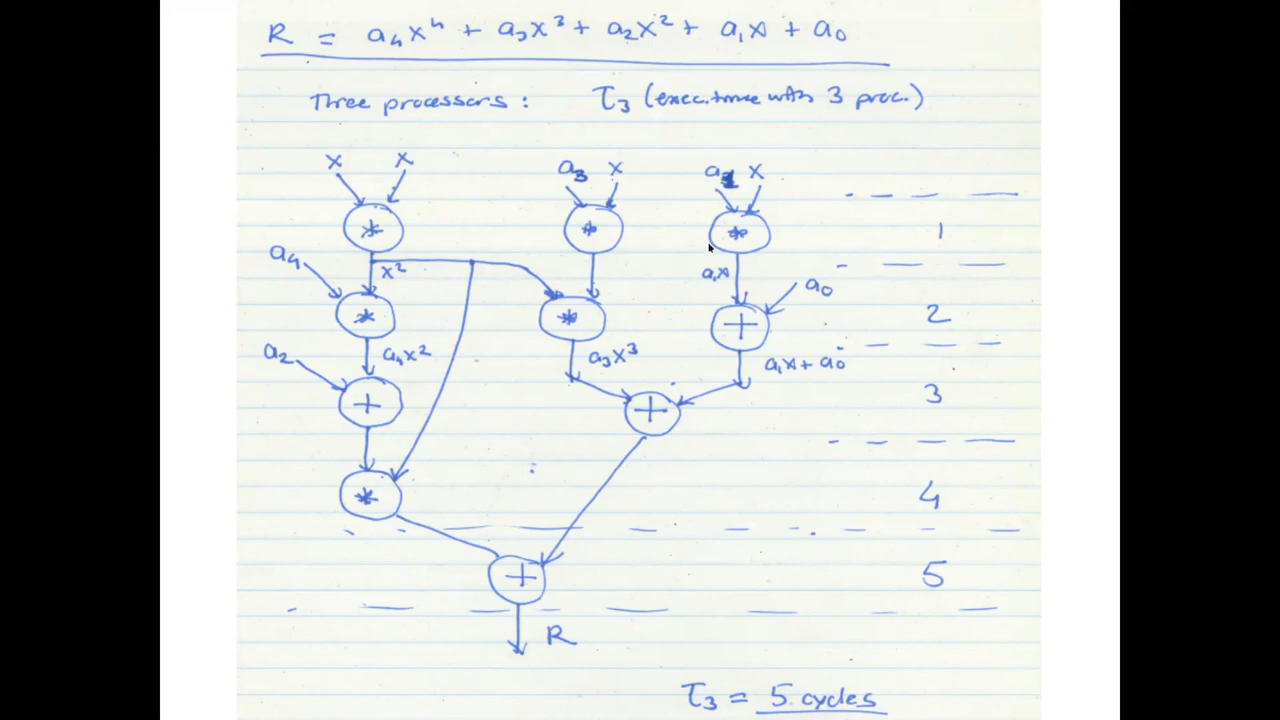 R = a₄x⁴ + a₃x³ + a₂x² + a₁x + a₀
Three processors: T₃ (exec. time with 3 proc.)
x x a₃ x a₁ x
* * * 1
a₄ x² a₁x a₀
* * + 2
a₂ a₄x² a₃x³ a₁x + a₀
+ + 3
* 4
+ 5
R
T₃ = 5 cycles